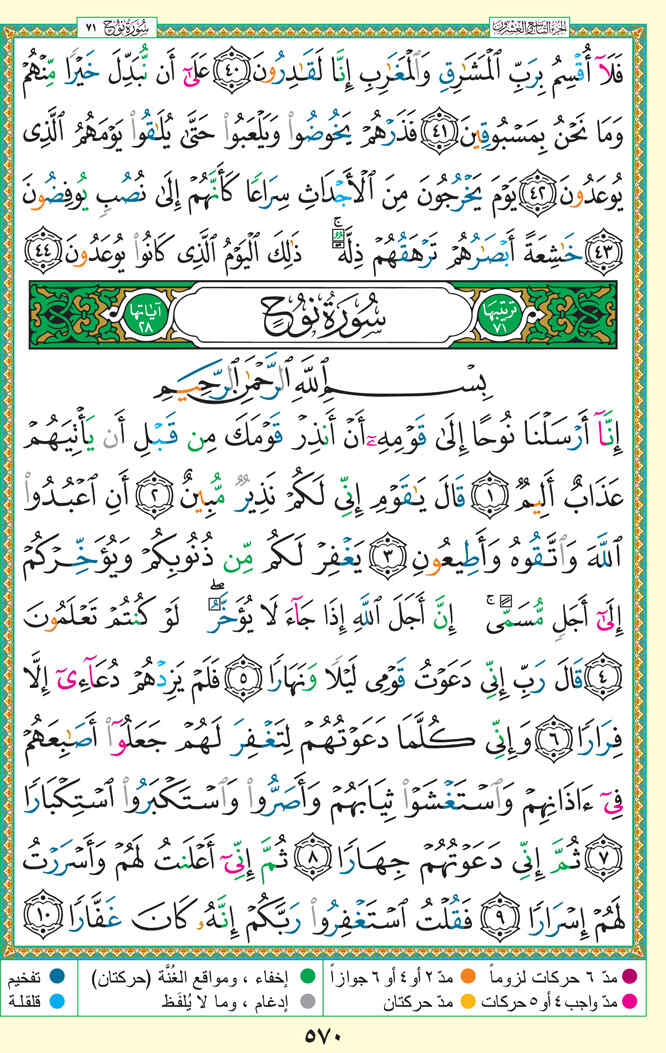 سُورَةُ نُوحٍ ٧١
الجزء التاسع والعشرون
فَلَآ أُقْسِمُ بِرَبِّ ٱلْمَشَٰرِقِ وَٱلْمَغَٰرِبِ إِنَّا لَقَٰدِرُونَ ٤٠ عَلَىٰٓ أَن نُّبَدِّلَ خَيْرًا مِّنْهُمْ
وَمَا نَحْنُ بِمَسْبُوقِينَ ٤١ فَذَرْهُمْ يَخُوضُوا۟ وَيَلْعَبُوا۟ حَتَّىٰ يُلَٰقُوا۟ يَوْمَهُمُ ٱلَّذِى
يُوعَدُونَ ٤٢ يَوْمَ يَخْرُجُونَ مِنَ ٱلْأَجْدَاثِ سِرَاعًا كَأَنَّهُمْ إِلَىٰ نُصُبٍ يُوفِضُونَ
٤٣ خَٰشِعَةً أَبْصَٰرُهُمْ تَرْهَقُهُمْ ذِلَّةٌ ۚ ذَٰلِكَ ٱلْيَوْمُ ٱلَّذِى كَانُوا۟ يُوعَدُونَ ٤٤
ترتيبها ٧١ سُورَةُ نُوحٍ آياتها ٢٨
بِسْمِ ٱللَّهِ ٱلرَّحْمَٰنِ ٱلرَّحِيمِ
إِنَّآ أَرْسَلْنَا نُوحًا إِلَىٰ قَوْمِهِۦٓ أَنْ أَنذِرْ قَوْمَكَ مِن قَبْلِ أَن يَأْتِيَهُمْ
عَذَابٌ أَلِيمٌ ١ قَالَ يَٰقَوْمِ إِنِّى لَكُمْ نَذِيرٌ مُّبِينٌ ٢ أَنِ ٱعْبُدُوا۟
ٱللَّهَ وَٱتَّقُوهُ وَأَطِيعُونِ ٣ يَغْفِرْ لَكُم مِّن ذُنُوبِكُمْ وَيُؤَخِّرْكُمْ
إِلَىٰٓ أَجَلٍ مُّسَمًّى ۚ إِنَّ أَجَلَ ٱللَّهِ إِذَا جَآءَ لَا يُؤَخَّرُ ۖ لَوْ كُنتُمْ تَعْلَمُونَ
٤ قَالَ رَبِّ إِنِّى دَعَوْتُ قَوْمِى لَيْلًا وَنَهَارًا ٥ فَلَمْ يَزِدْهُمْ دُعَآءِىٓ إِلَّا
فِرَارًا ٦ وَإِنِّى كُلَّمَا دَعَوْتُهُمْ لِتَغْفِرَ لَهُمْ جَعَلُوٓا۟ أَصَٰبِعَهُمْ
فِىٓ ءَاذَانِهِمْ وَٱسْتَغْشَوْا۟ ثِيَابَهُمْ وَأَصَرُّوا۟ وَٱسْتَكْبَرُوا۟ ٱسْتِكْبَارًا
٧ ثُمَّ إِنِّى دَعَوْتُهُمْ جِهَارًا ٨ ثُمَّ إِنِّىٓ أَعْلَنتُ لَهُمْ وَأَسْرَرْتُ
لَهُمْ إِسْرَارًا ٩ فَقُلْتُ ٱسْتَغْفِرُوا۟ رَبَّكُمْ إِنَّهُۥ كَانَ غَفَّارًا ١٠
مدّ ٦ حركات لزوماً مدّ ٢ أو ٤ أو ٦ جوازاً إخفاء ، ومواقع الغُنَّة (حركتان) تفخيم
مدّ واجب ٤ أو ٥ حركات مدّ حركتان إدغام ، وما لا يُلفَظ قلقلة
٥٧٠